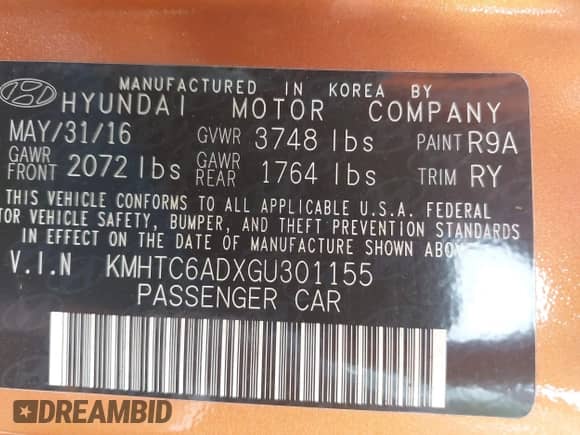 MANUFACTURED IN KOREA BY
HYUNDAI MOTOR COMPANY
MAY/31/16 GVWR 3748 lbs PAINT R9A
GAWR FRONT 2072 lbs GAWR REAR 1764 lbs TRIM RY
THIS VEHICLE CONFORMS TO ALL APPLICABLE U.S.A. FEDERAL
TOR VEHICLE SAFETY, BUMPER, AND THEFT PREVENTION STANDARDS
IN EFFECT ON THE DATE OF MANUFACTURE SHOWN ABOVE.
V.I.N KMHTC6ADXGU301155
PASSENGER CAR
DREAMBID